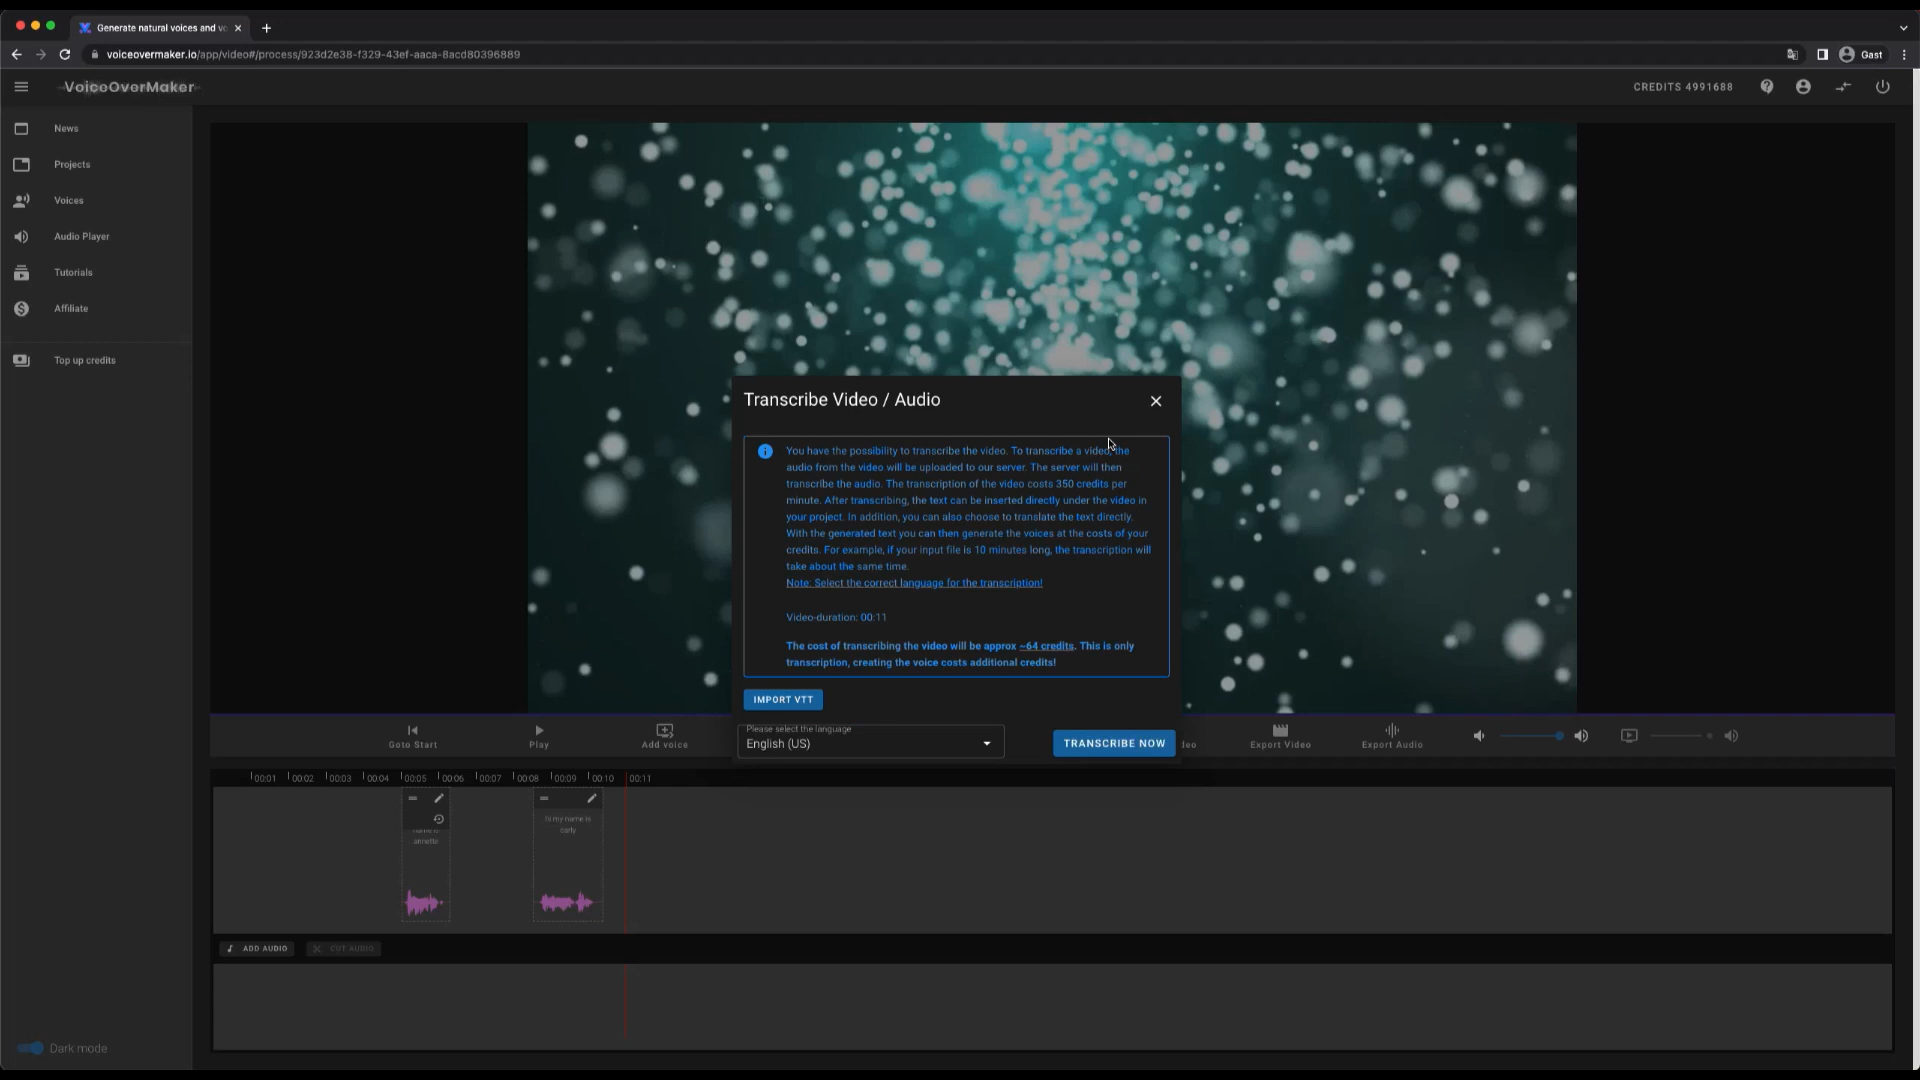 Generate natural voices and vo
voiceovermaker.io/app/video#/process/923d2e38-f329-43ef-aaca-8acd80396889
Gast
VoiceOverMaker
CREDITS 4991688
News
Projects
Voices
Audio Player
Tutorials
Affiliate
Top up credits
Transcribe Video / Audio
You have the possibility to transcribe the video. To transcribe a video, the
audio from the video will be uploaded to our server. The server will then
transcribe the audio. The transcription of the video costs 350 credits per
minute. After transcribing, the text can be inserted directly under the video in
your project. In addition, you can also choose to translate the text directly.
With the generated text you can then generate the voices at the costs of your
credits. For example, if your input file is 10 minutes long, the transcription will
take about the same time.
Note: Select the correct language for the transcription!
Video-duration: 00:11
The cost of transcribing the video will be approx ~64 credits. This is only
transcription, creating the voice costs additional credits!
IMPORT VTT
Please select the language
English (US)
TRANSCRIBE NOW
Goto Start
Play
Add voice
deo
Export Video
Export Audio
00:01 00:02 00:03 00:04 00:05 00:06 00:07 00:08 00:09 00:10 00:11
name is
annette
hi my name is
carly
ADD AUDIO
CUT AUDIO
Dark mode